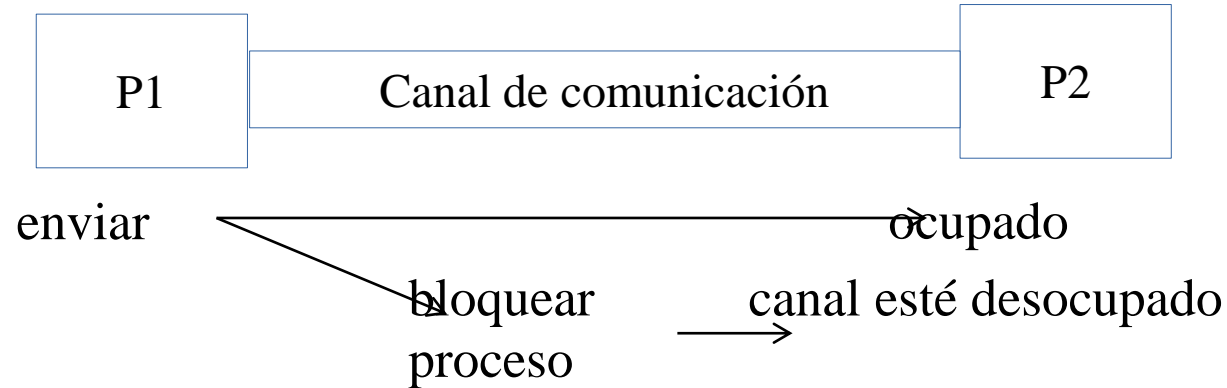 P1
Canal de comunicación
P2
enviar
ocupado
bloquear
proceso
canal esté desocupado